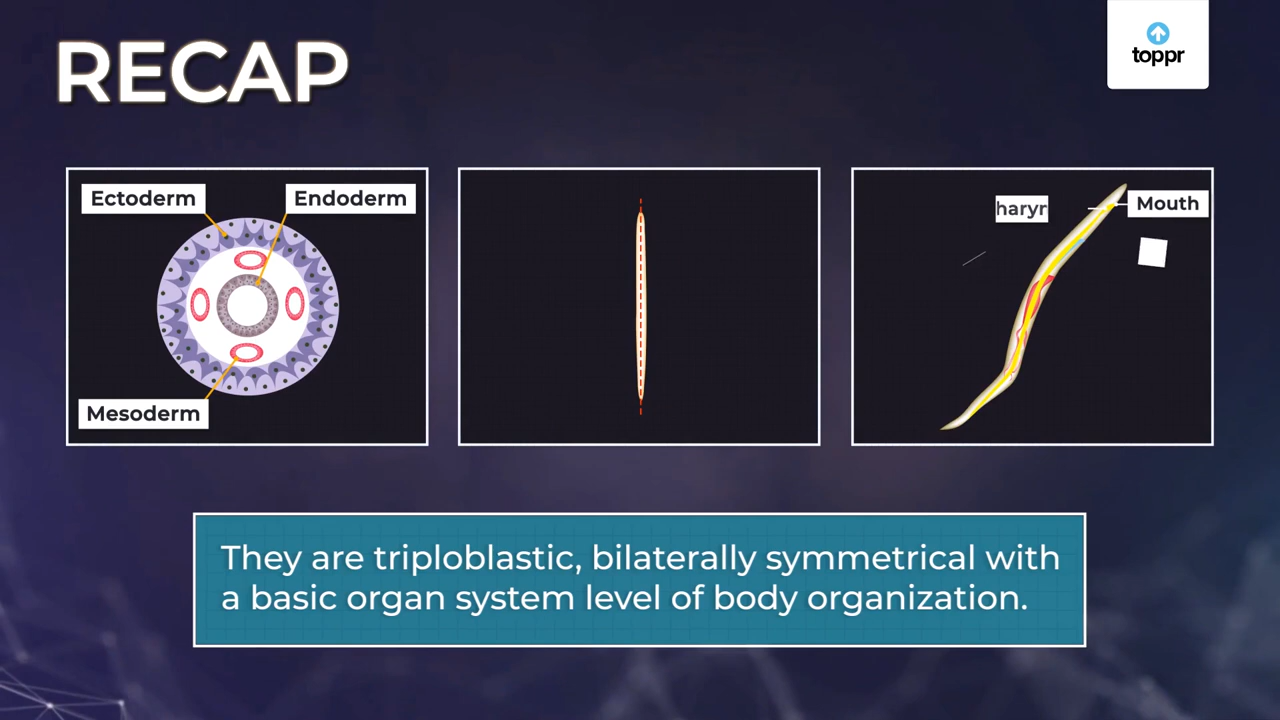 RECAP
toppr
Ectoderm
Endoderm
Mesoderm
haryr
Mouth
They are triploblastic, bilaterally symmetrical with
a basic organ system level of body organization.